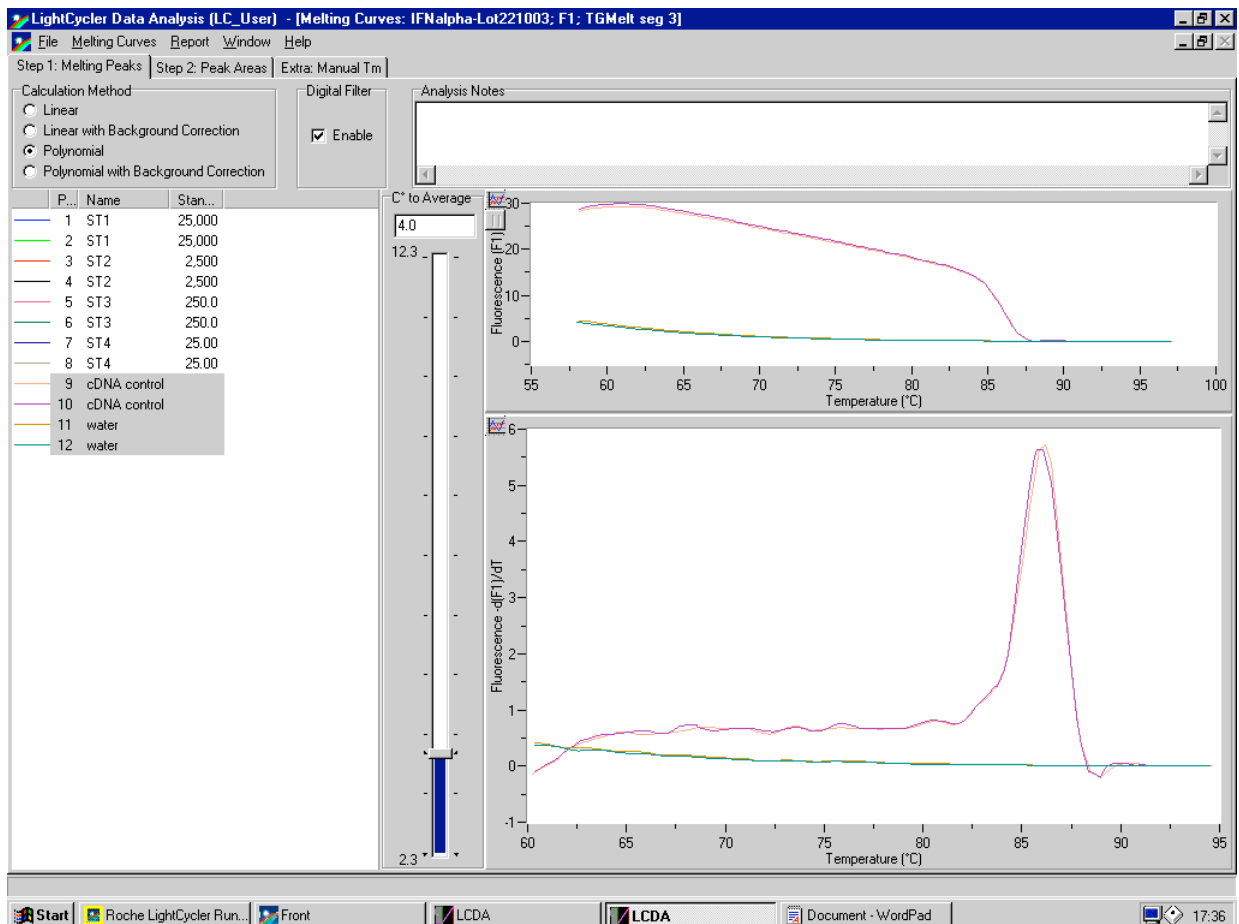 LightCycler Data Analysis (LC_User) - [Melting Curves: IFNalpha-Lot221003; F1; TGMelt seg 3]
File Melting Curves Report Window Help
Step 1: Melting Peaks Step 2: Peak Areas Extra: Manual Tm
Calculation Method
Linear
Linear with Background Correction
Polynomial
Polynomial with Background Correction
Digital Filter
Enable
Analysis Notes
P... Name Stan...
1 ST1 25,000
2 ST1 25,000
3 ST2 2,500
4 ST2 2,500
5 ST3 250.0
6 ST3 250.0
7 ST4 25.00
8 ST4 25.00
9 cDNA control
10 cDNA control
11 water
12 water
C° to Average
4.0
12.3
2.3
Fluorescence (F1)
30
20
10
0
55 60 65 70 75 80 85 90 95 100
Temperature (°C)
Fluorescence -d(F1)/dT
6
5
4
3
2
1
0
-1
60 65 70 75 80 85 90 95
Temperature (°C)
Start Roche LightCycler Run... Front LCDA LCDA Document - WordPad 17:36